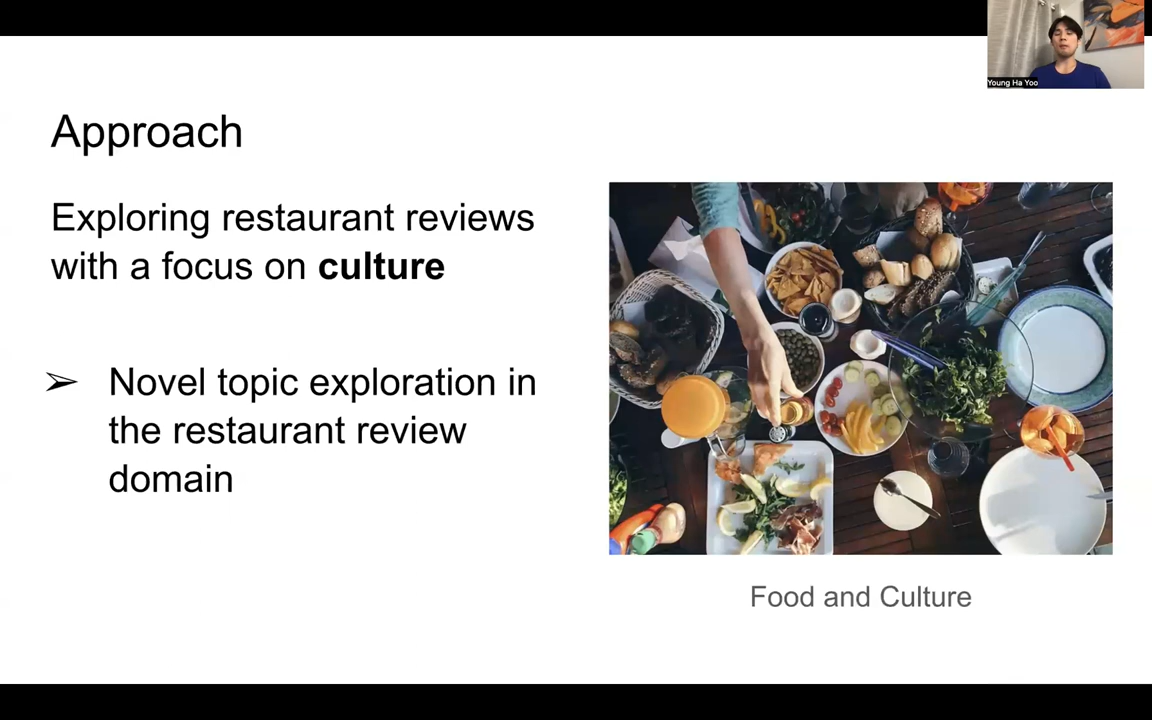 Young Ha Yoo
Approach
Exploring restaurant reviews
with a focus on culture
➢ Novel topic exploration in
the restaurant review
domain
Food and Culture